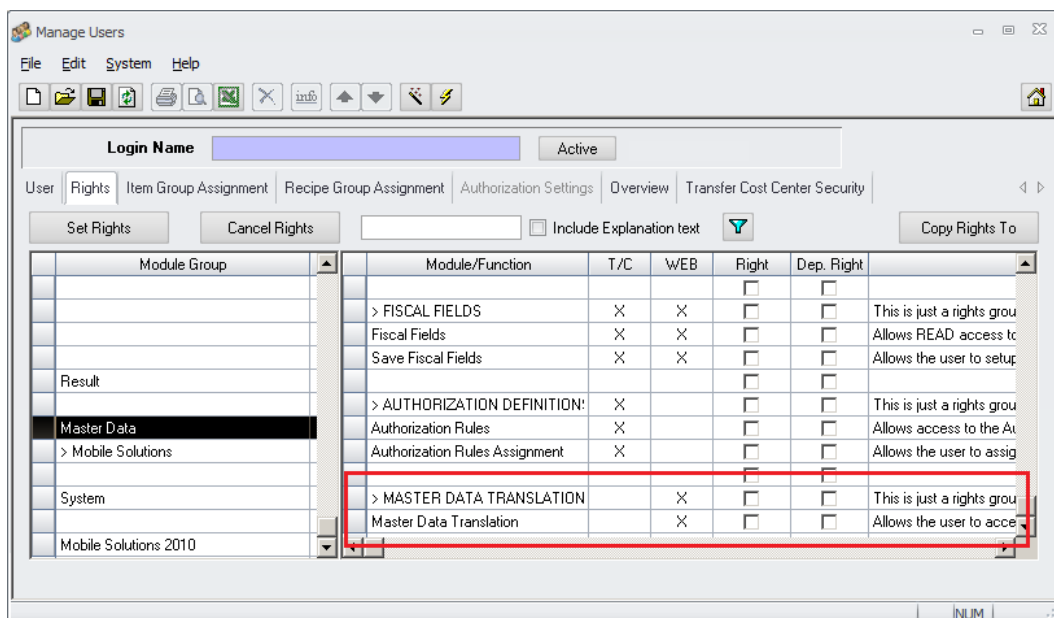 Manage Users
File Edit System Help
info
Login Name Active
User Rights Item Group Assignment Recipe Group Assignment Authorization Settings Overview Transfer Cost Center Security
Set Rights Cancel Rights Include Explanation text Copy Rights To
Module Group Module/Function T/C WEB Right Dep. Right
> FISCAL FIELDS X X This is just a rights grou
Fiscal Fields X X Allows READ access to
Save Fiscal Fields X X Allows the user to setup
Result
> AUTHORIZATION DEFINITION X This is just a rights grou
Master Data Authorization Rules X Allows access to the Au
> Mobile Solutions Authorization Rules Assignment X Allows the user to assig
System > MASTER DATA TRANSLATION X This is just a rights grou
Master Data Translation X Allows the user to acce
Mobile Solutions 2010
NUM